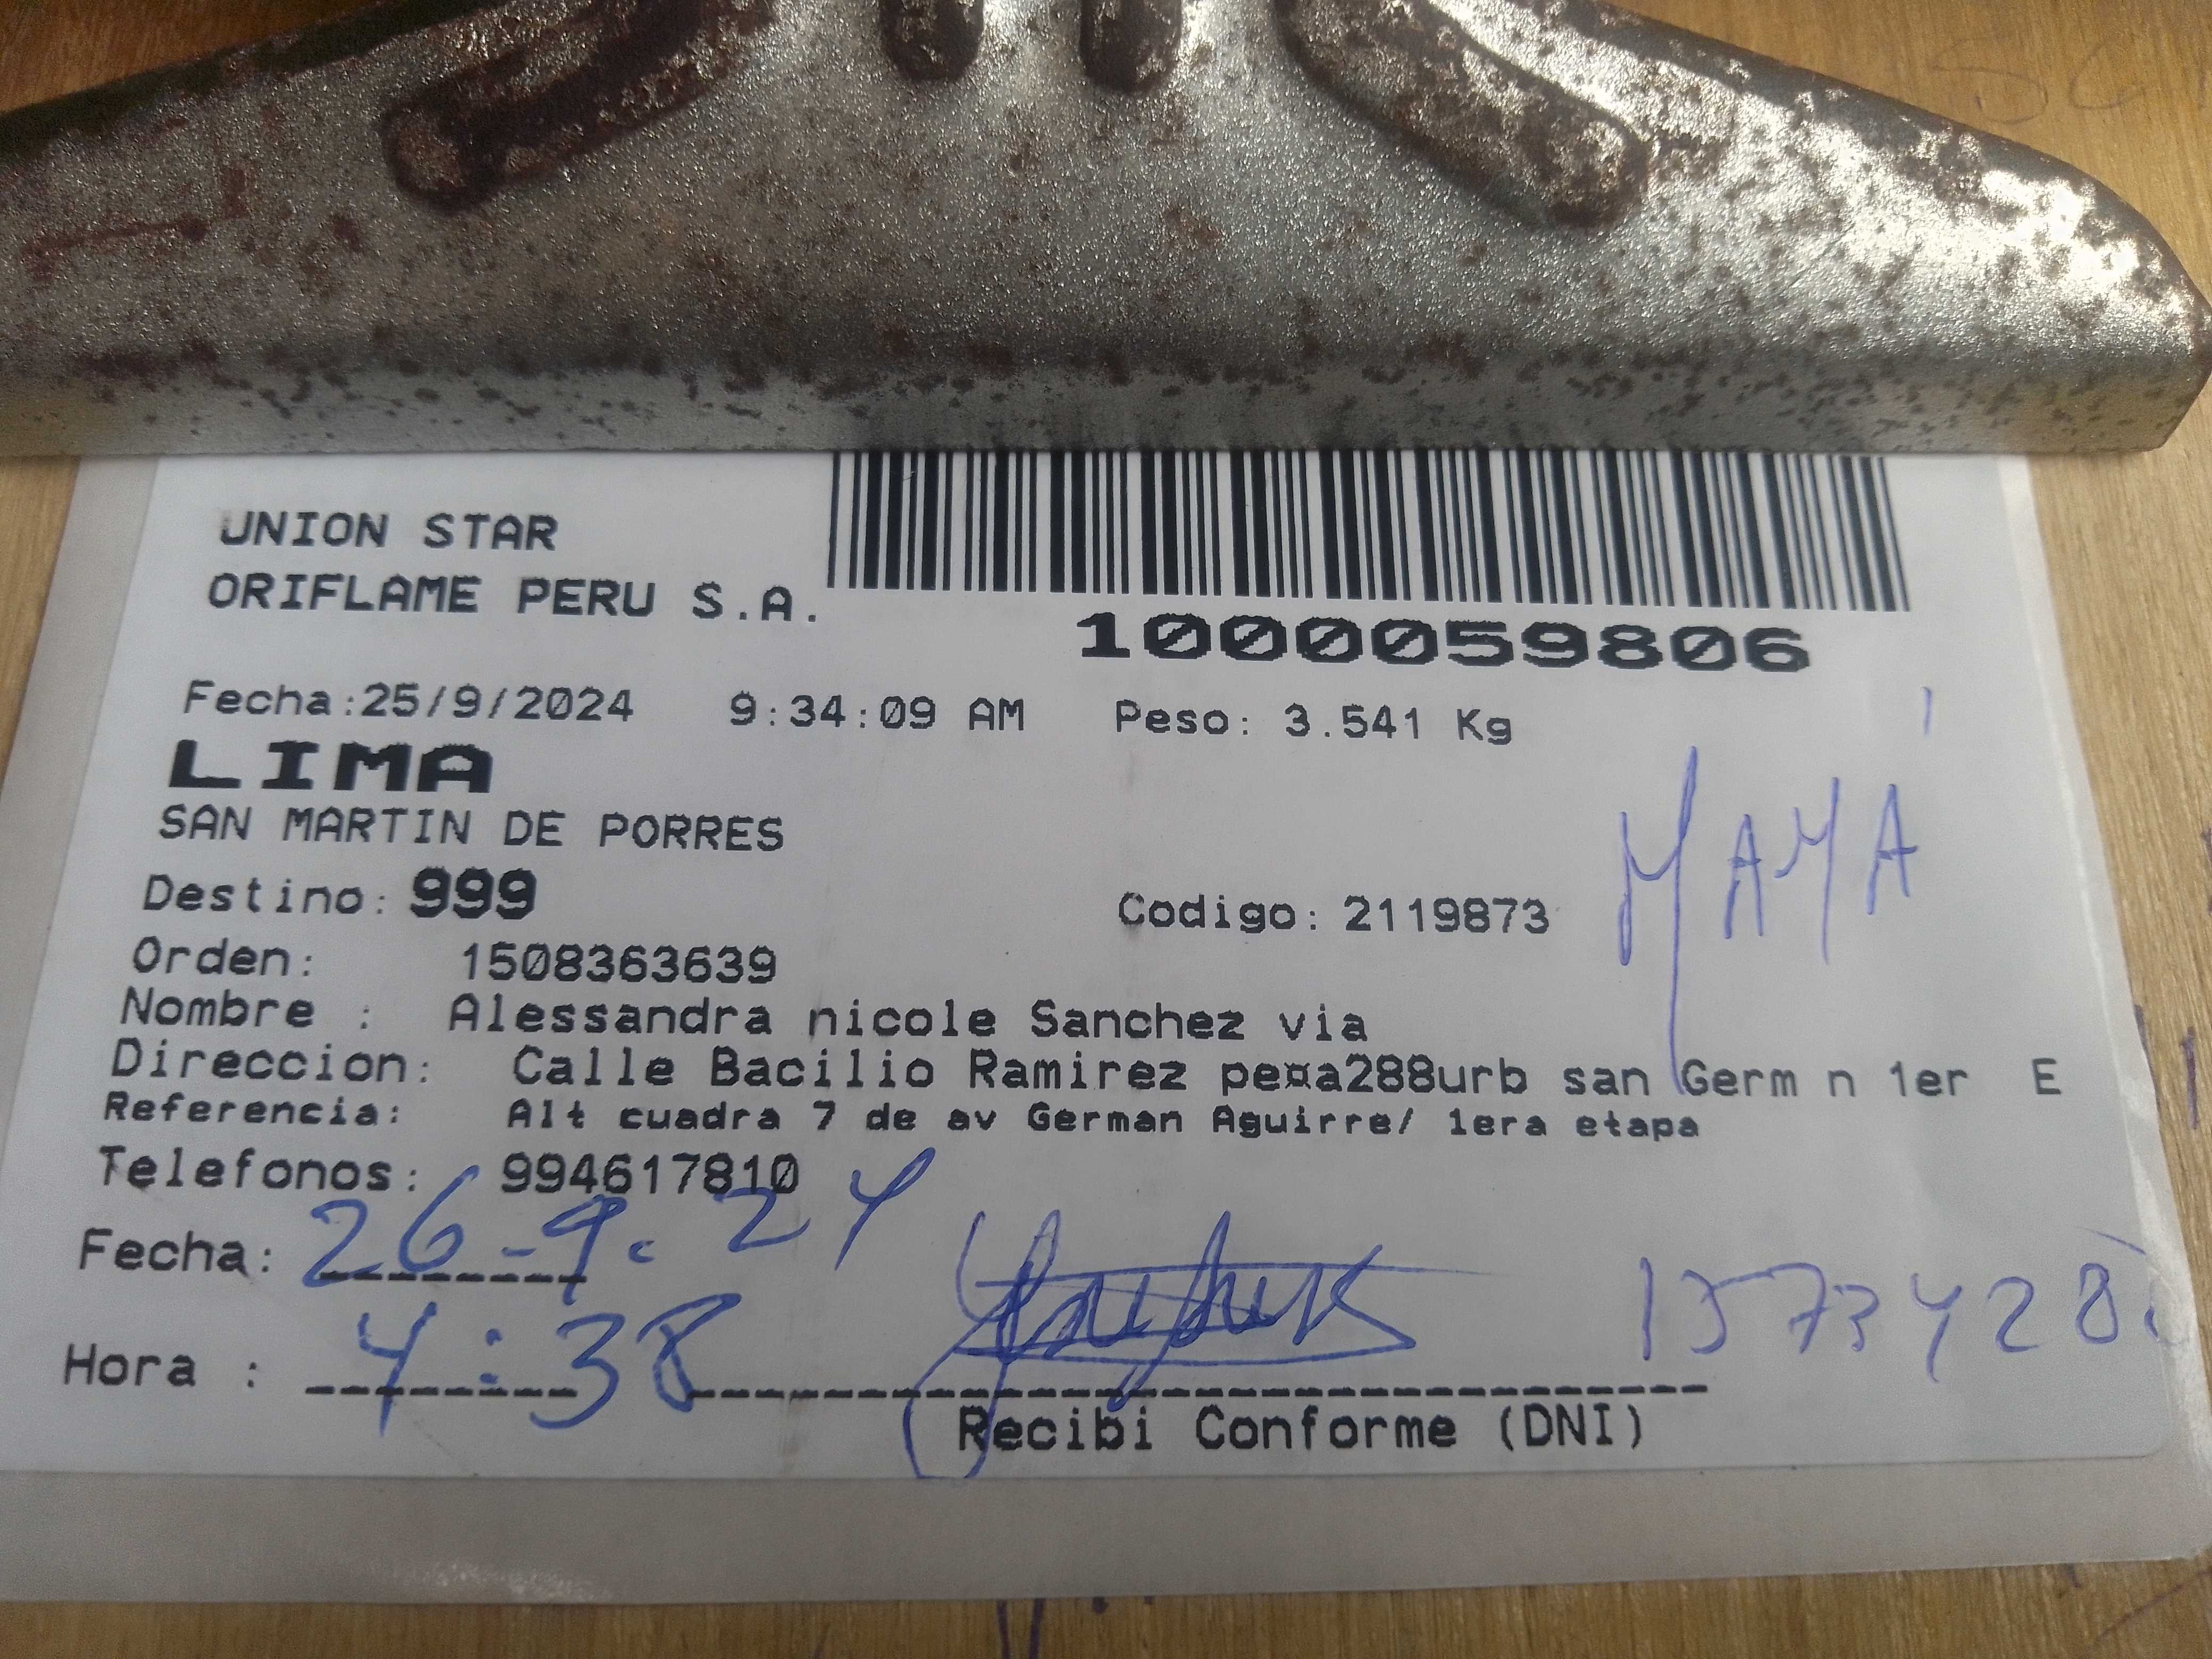 UNION STAR
ORIFLAME PERU S.A.
1000059806
Fecha:25/9/2024 9:34:09 AM Peso: 3.541 Kg
LIMA
SAN MARTIN DE PORRES
MAMÁ
Destino: 999 Codigo: 2119873
Orden: 1508363639
Nombre : Alessandra nicole Sanchez via
Direccion: Calle Bacilio Ramirez pe¤a288urb san Germ n 1er E
Referencia: Alt cuadra 7 de av German Aguirre/ 1era etapa
Telefonos: 994617810
Fecha: 26-9.24
Hora : 4:38
Recibi Conforme (DNI)